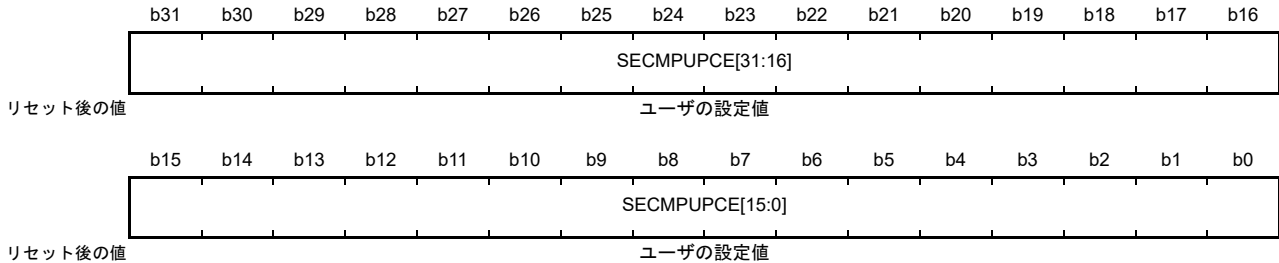 b31 b30 b29 b28 b27 b26 b25 b24 b23 b22 b21 b20 b19 b18 b17 b16
SECMPUPCE[31:16]
リセット後の値 ユーザの設定値
b15 b14 b13 b12 b11 b10 b9 b8 b7 b6 b5 b4 b3 b2 b1 b0
SECMPUPCE[15:0]
リセット後の値 ユーザの設定値